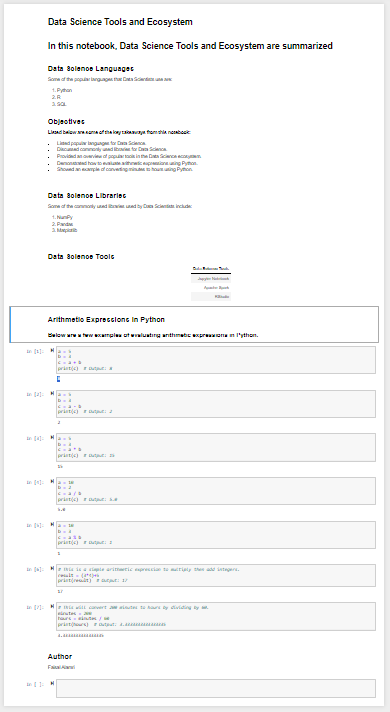 Data Science Tools and Ecosystem
In this notebook, Data Science Tools and Ecosystem are summarized
Data Science Languages
Some of the popular languages that Data Scientists use are:
1. Python
2. R
3. SQL
Objectives
Listed below are some of the key takeaways from this notebook:
• Listed popular languages for Data Science.
• Discussed commonly used libraries for Data Science.
• Provided an overview of popular tools in the Data Science ecosystem.
• Demonstrated how to evaluate arithmetic expressions using Python.
• Showed an example of converting minutes to hours using Python.
Data Science Libraries
Some of the commonly used libraries used by Data Scientists include:
1. NumPy
2. Pandas
3. Matplotlib
Data Science Tools
Data Science Tools
Jupyter Notebook
Apache Spark
RStudio
Arithmetic Expressions in Python
Below are a few examples of evaluating arithmetic expressions in Python.
In [1]:
a = 5
b = 3
c = a + b
print(c) # Output: 8
8
In [2]:
a = 5
b = 3
c = a - b
print(c) # Output: 2
2
In [3]:
a = 5
b = 3
c = a * b
print(c) # Output: 15
15
In [4]:
a = 10
b = 2
c = a / b
print(c) # Output: 5.0
5.0
In [5]:
a = 10
b = 3
c = a % b
print(c) # Output: 1
1
In [6]:
# This is a simple arithmetic expression to multiply then add integers.
result = (3*4)+5
print(result) # Output: 17
17
In [7]:
# This will convert 200 minutes to hours by dividing by 60.
minutes = 200
hours = minutes / 60
print(hours) # Output:
Author
Faisal
In [ ]: